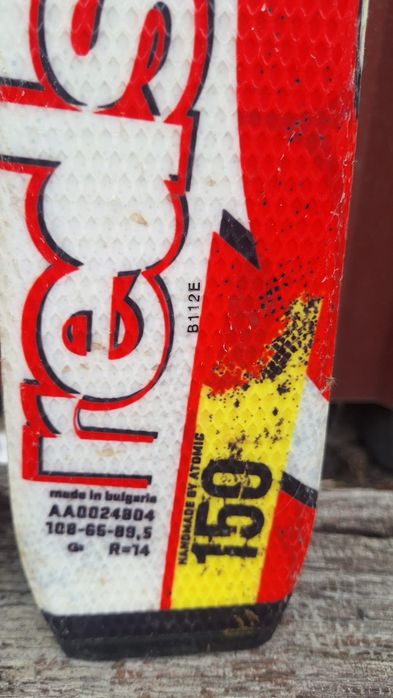 reds
made in bulgaria
AA0024804
108-66-89,5
G= R=14
B112E
HANDMADE BY ATOMIC
150